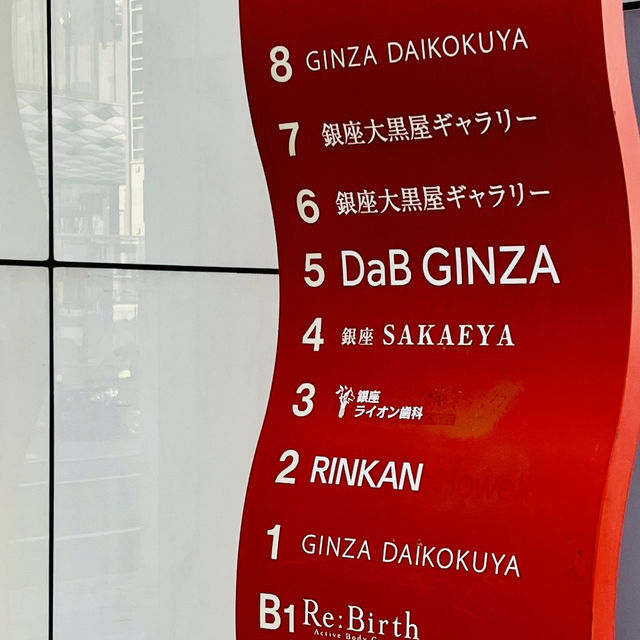 8 GINZA DAIKOKUYA
7 銀座大黒屋ギャラリー
6 銀座大黒屋ギャラリー
5 DaB GINZA
4 銀座 SAKAEYA
3 銀座
ライオン歯科
2 RINKAN
1 GINZA DAIKOKUYA
B1 Re:Birth
Active Body